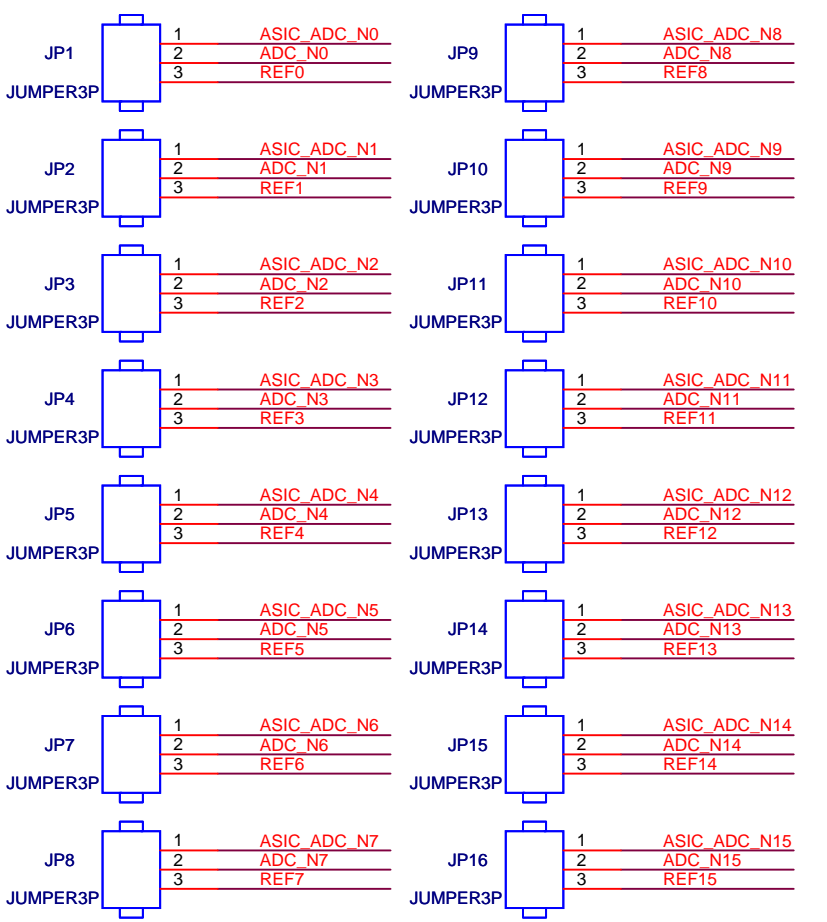 1 ASIC_ADC_N0
JP1 2 ADC_N0
3 REF0
JUMPER3P
1 ASIC_ADC_N1
JP2 2 ADC_N1
3 REF1
JUMPER3P
1 ASIC_ADC_N2
JP3 2 ADC_N2
3 REF2
JUMPER3P
1 ASIC_ADC_N3
JP4 2 ADC_N3
3 REF3
JUMPER3P
1 ASIC_ADC_N4
JP5 2 ADC_N4
3 REF4
JUMPER3P
1 ASIC_ADC_N5
JP6 2 ADC_N5
3 REF5
JUMPER3P
1 ASIC_ADC_N6
JP7 2 ADC_N6
3 REF6
JUMPER3P
1 ASIC_ADC_N7
JP8 2 ADC_N7
3 REF7
JUMPER3P
1 ASIC_ADC_N8
JP9 2 ADC_N8
3 REF8
JUMPER3P
1 ASIC_ADC_N9
JP10 2 ADC_N9
3 REF9
JUMPER3P
1 ASIC_ADC_N10
JP11 2 ADC_N10
3 REF10
JUMPER3P
1 ASIC_ADC_N11
JP12 2 ADC_N11
3 REF11
JUMPER3P
1 ASIC_ADC_N12
JP13 2 ADC_N12
3 REF12
JUMPER3P
1 ASIC_ADC_N13
JP14 2 ADC_N13
3 REF13
JUMPER3P
1 ASIC_ADC_N14
JP15 2 ADC_N14
3 REF14
JUMPER3P
1 ASIC_ADC_N15
JP16 2 ADC_N15
3 REF15
JUMPER3P